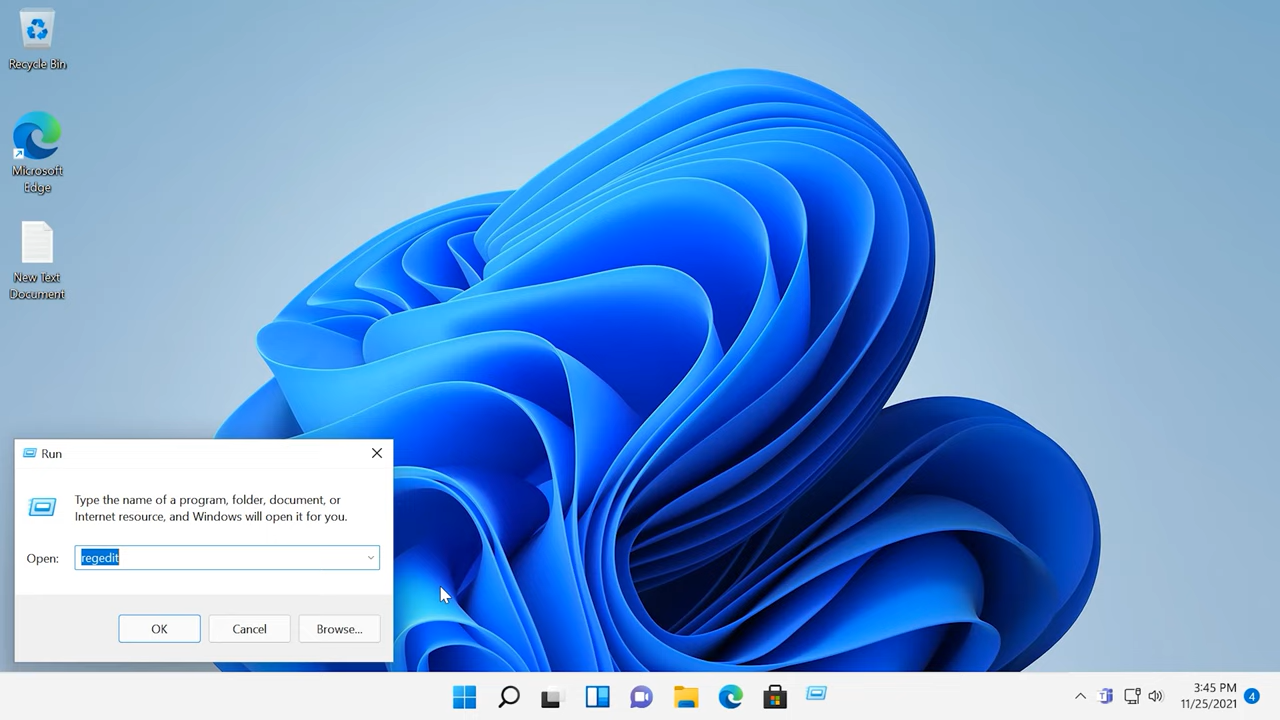 Recycle Bin
Microsoft
Edge
New Text
Document
Run
Type the name of a program, folder, document, or
Internet resource, and Windows will open it for you.
Open: regedit
OK Cancel Browse...
3:45 PM
11/25/2021 4